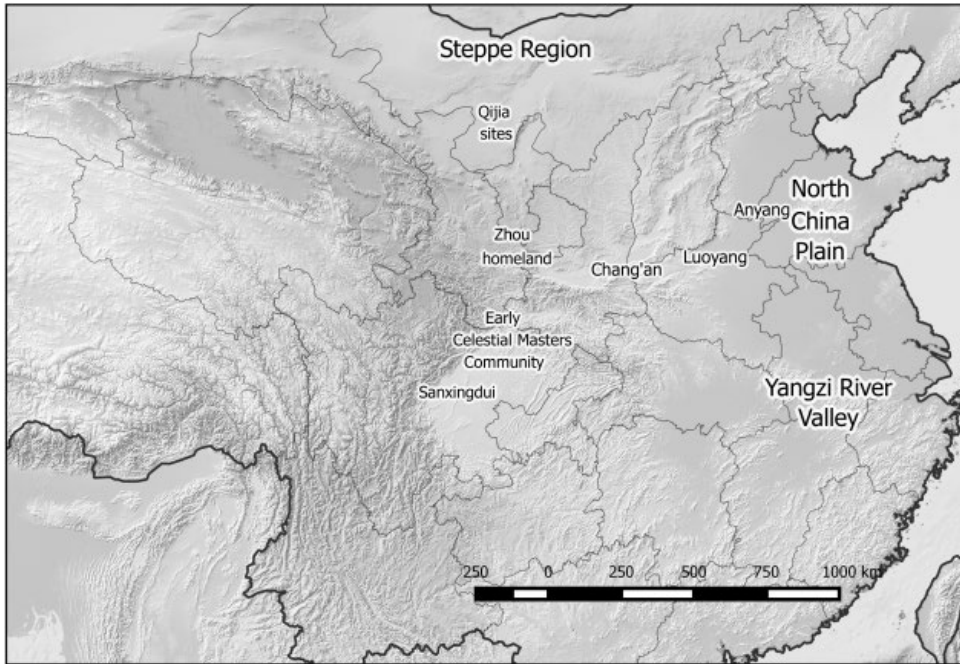 Steppe Region
Qijia
sites
North
China
Plain
Anyang
Zhou
homeland
Chang'an
Luoyang
Early
Celestial Masters
Community
Sanxingdui
Yangzi River
Valley
250 0 250 500 750 1000 km